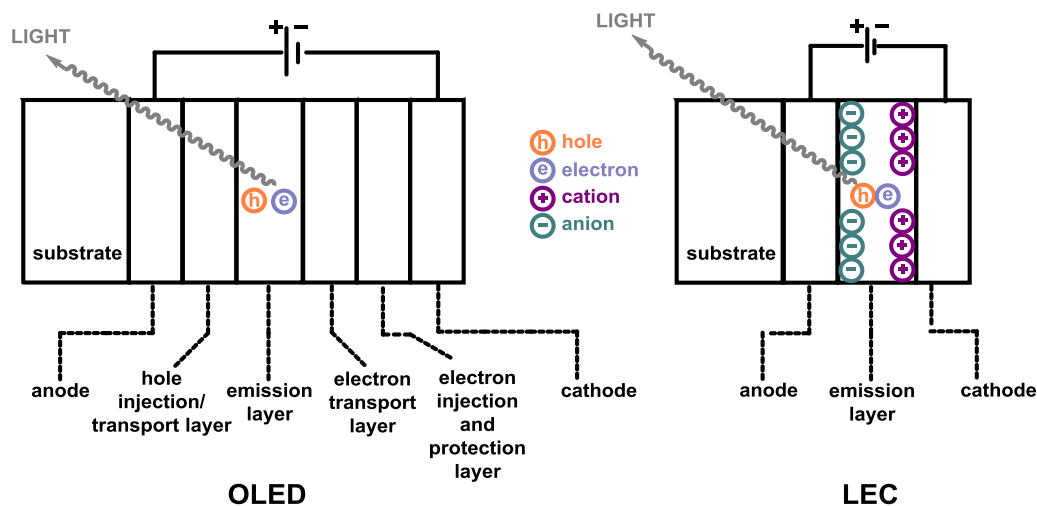 LIGHT
+ −
substrate
h e
anode
hole
injection/
transport layer
emission
layer
electron
transport
layer
electron
injection
and
protection
layer
cathode
OLED
h hole
e electron
+ cation
− anion
LIGHT
+ −
substrate
− +
− +
− +
h e
− +
− +
− +
anode
emission
layer
cathode
LEC